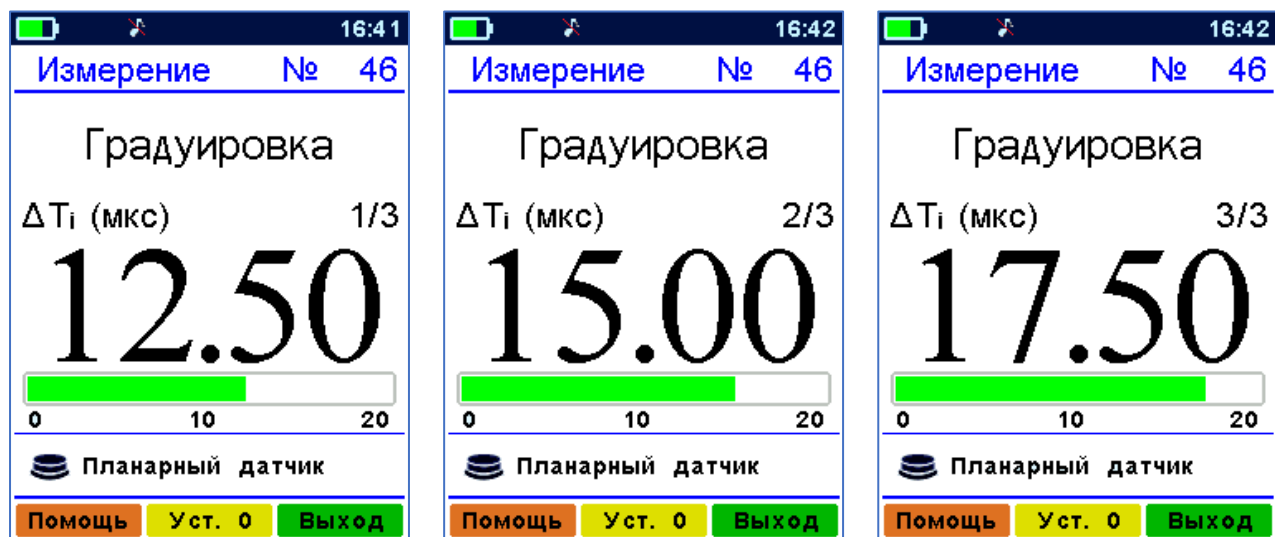 16:41
Измерение № 46
Градуировка
ΔTi (мкс) 1/3
12.50
0 10 20
Планарный датчик
Помощь Уст. 0 Выход
16:42
Измерение № 46
Градуировка
ΔTi (мкс) 2/3
15.00
0 10 20
Планарный датчик
Помощь Уст. 0 Выход
16:42
Измерение № 46
Градуировка
ΔTi (мкс) 3/3
17.50
0 10 20
Планарный датчик
Помощь Уст. 0 Выход